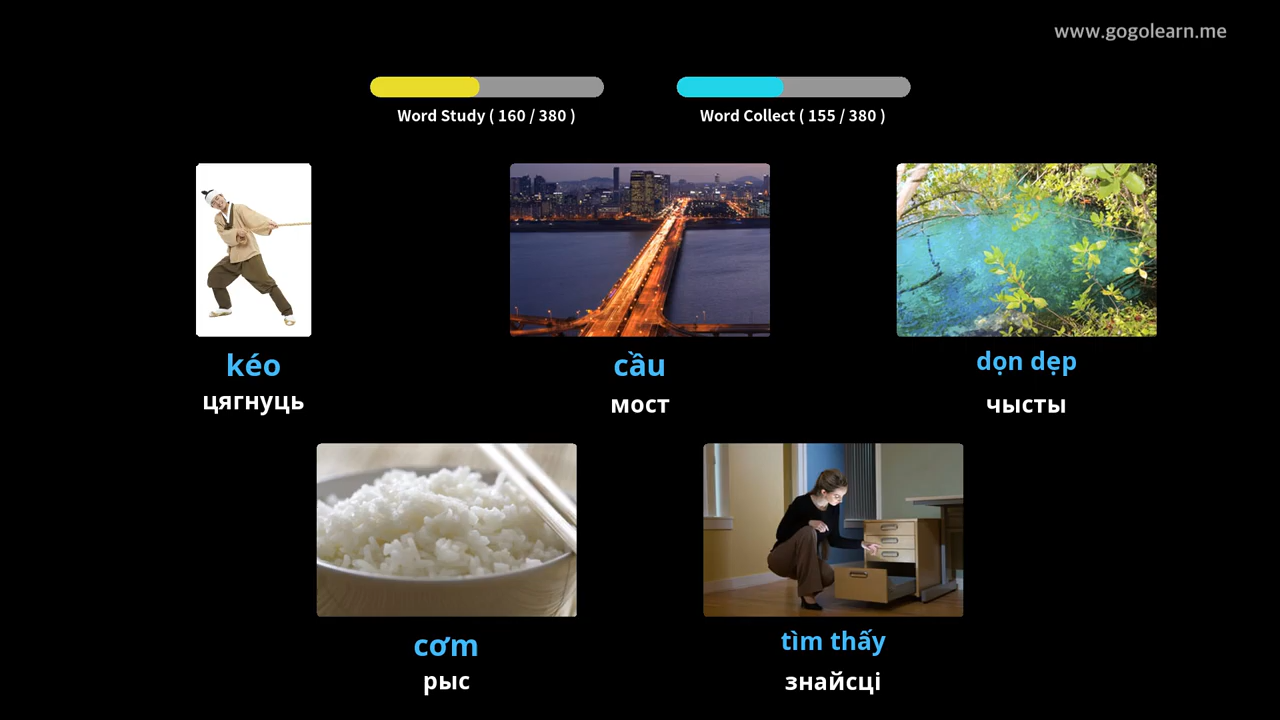 www.gogolearn.me
Word Study ( 160 / 380 )
Word Collect ( 155 / 380 )
kéo
цягнуць
cầu
мост
dọn dẹp
чысты
cơm
рыс
tìm thấy
знайсці